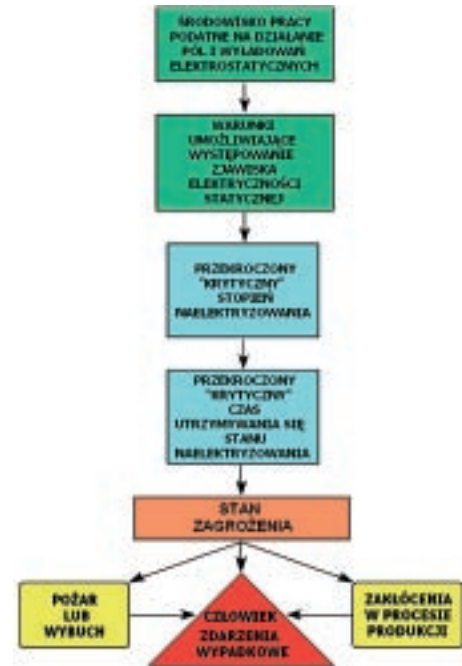 ŚRODOWISKO PRACY
PODATNE NA DZIAŁANIE
PÓL I WYŁADOWAŃ
ELEKTROSTATYCZNYCH
WARUNKI
UMOŻLIWIAJĄCE
WYSTĘPOWANIE
ZJAWISKA
ELEKTRYCZNOŚCI
STATYCZNEJ
PRZEKROCZONY
"KRYTYCZNY"
STOPIEŃ
NAELEKTRYZOWANIA
PRZEKROCZONY
"KRYTYCZNY"
CZAS
UTRZYMYWANIA SIĘ
STANU
NAELEKTRYZOWANIA
STAN
ZAGROŻENIA
POŻAR
LUB
WYBUCH
CZŁOWIEK
ZDARZENIA
WYPADKOWE
ZAKŁÓCENIA
W PROCESIE
PRODUKCJI